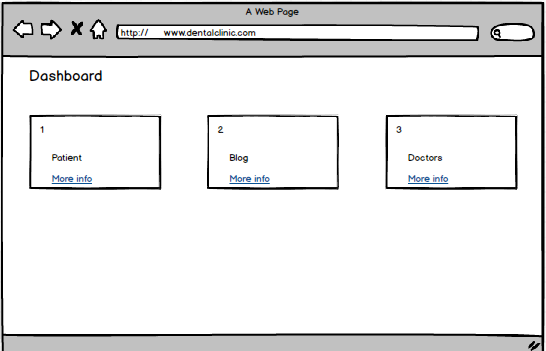 A Web Page
http:// www.dentalclinic.com
Dashboard
1
Patient
More info
2
Blog
More info
3
Doctors
More info